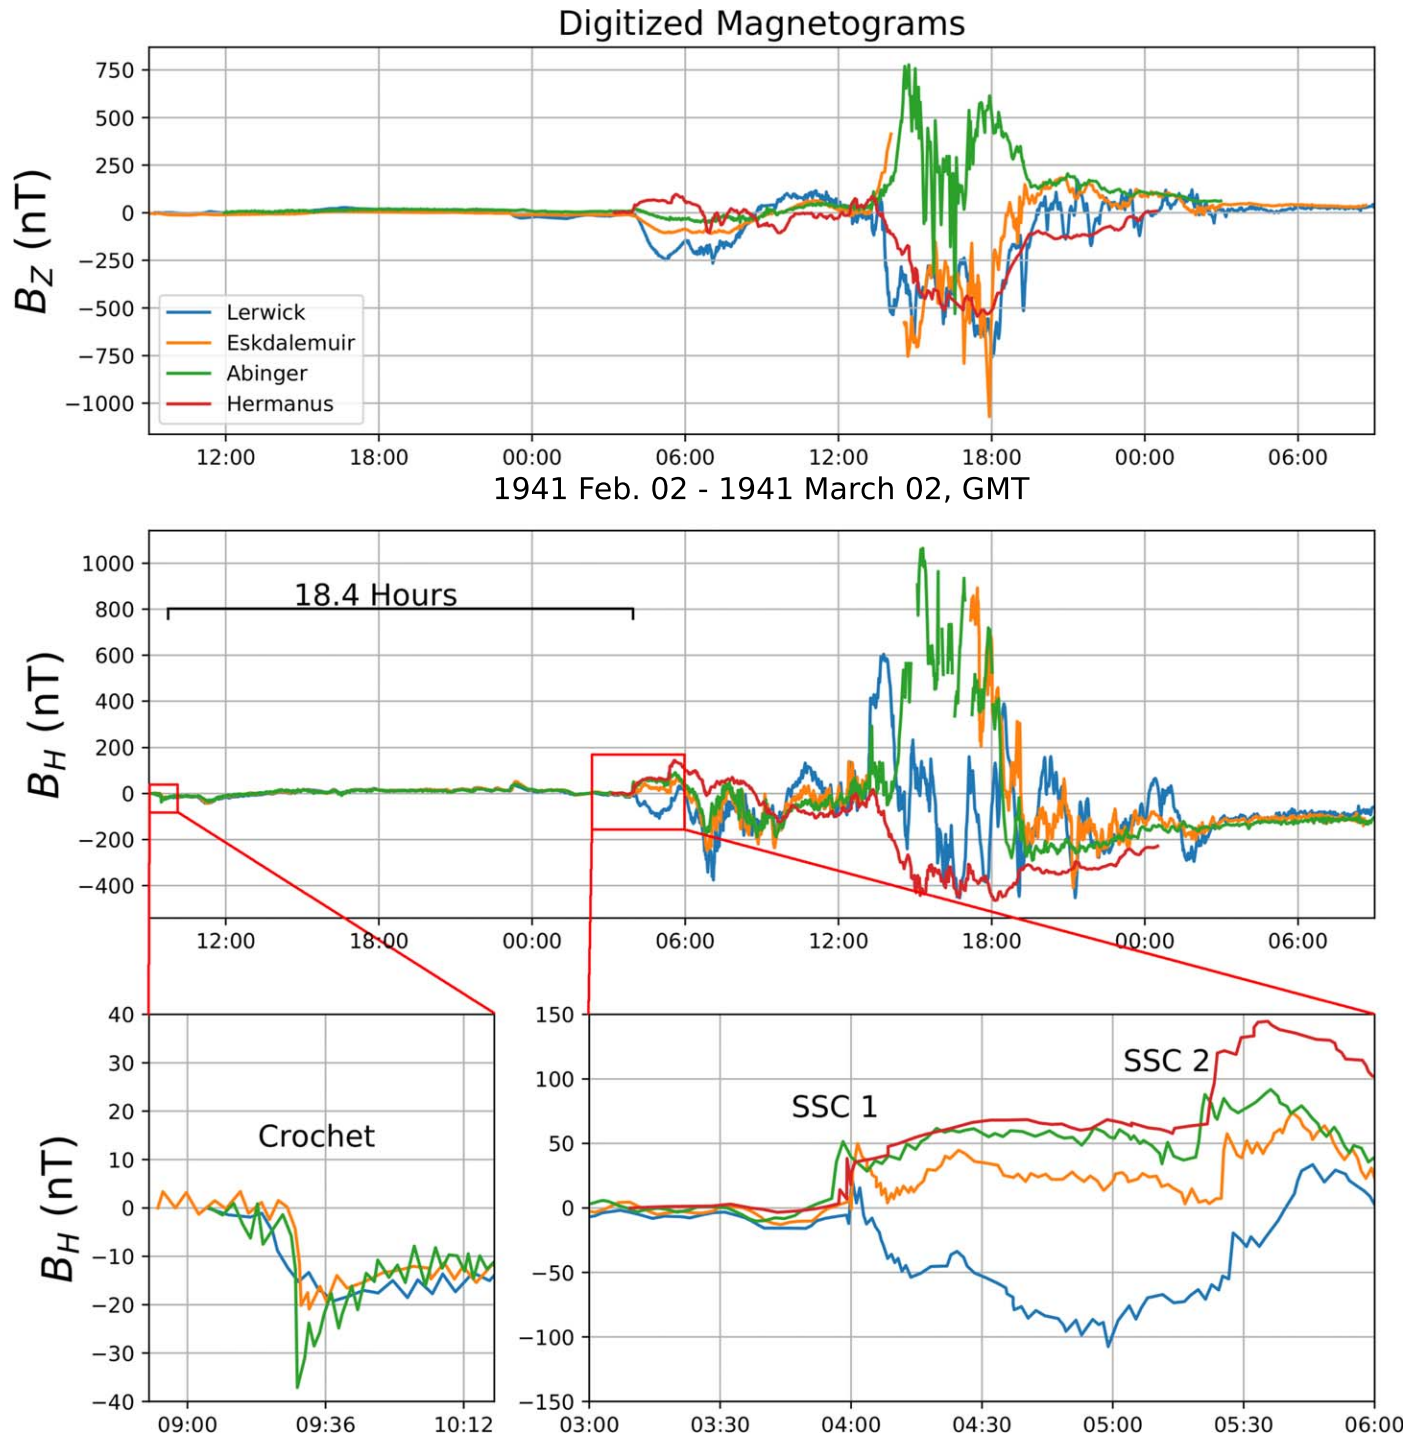 Digitized Magnetograms
750
500
250
0
−250
−500
−750
−1000
B_Z (nT)
Lerwick
Eskdalemuir
Abinger
Hermanus
12:00 18:00 00:00 06:00 12:00 18:00 00:00 06:00
1941 Feb. 02 - 1941 March 02, GMT
1000
800
600
400
200
0
−200
−400
B_H (nT)
18.4 Hours
12:00 18:00 00:00 06:00 12:00 18:00 00:00 06:00
40
30
20
10
0
−10
−20
−30
−40
B_H (nT)
Crochet
09:00 09:36 10:12
150
100
50
0
−50
−100
−150
SSC 1
SSC 2
03:00 03:30 04:00 04:30 05:00 05:30 06:00